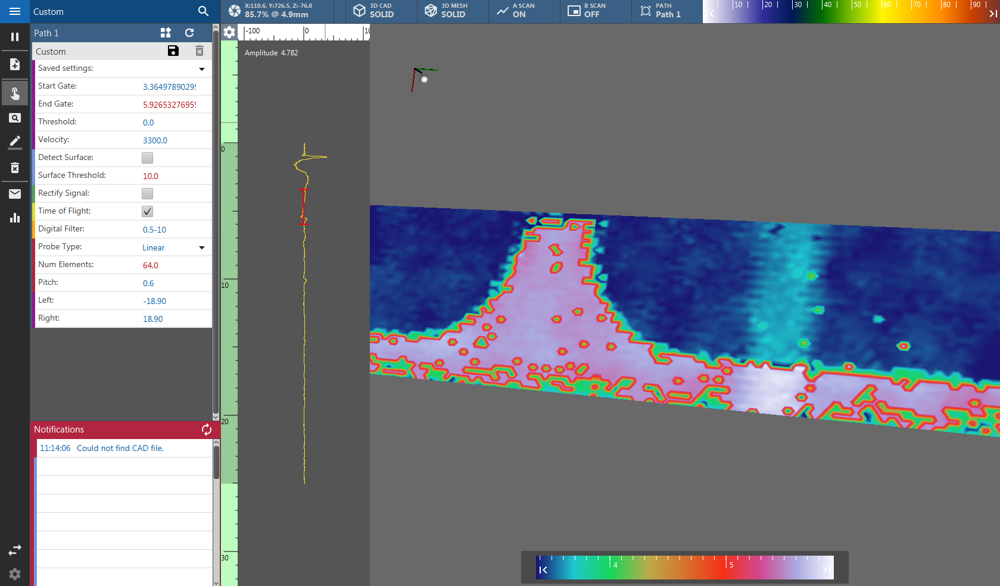 Custom
X:110.6, Y:726.5, Z:-76.0
85.7% @ 4.9mm
3D CAD
SOLID
3D MESH
SOLID
A SCAN
ON
B SCAN
OFF
PATH
Path 1
10 20 30 40 50 60 70 80 90
Path 1
Custom
Saved settings:
Start Gate: 3.3649789029
End Gate: 5.9265327695
Threshold: 0.0
Velocity: 3300.0
Detect Surface:
Surface Threshold: 10.0
Rectify Signal:
Time of Flight:
Digital Filter: 0.5-10
Probe Type: Linear
Num Elements: 64.0
Pitch: 0.6
Left: -18.90
Right: 18.90
Notifications
11:14:06 Could not find CAD file.
-100 0 10
Amplitude 4.782
0
10
20
30
4 5